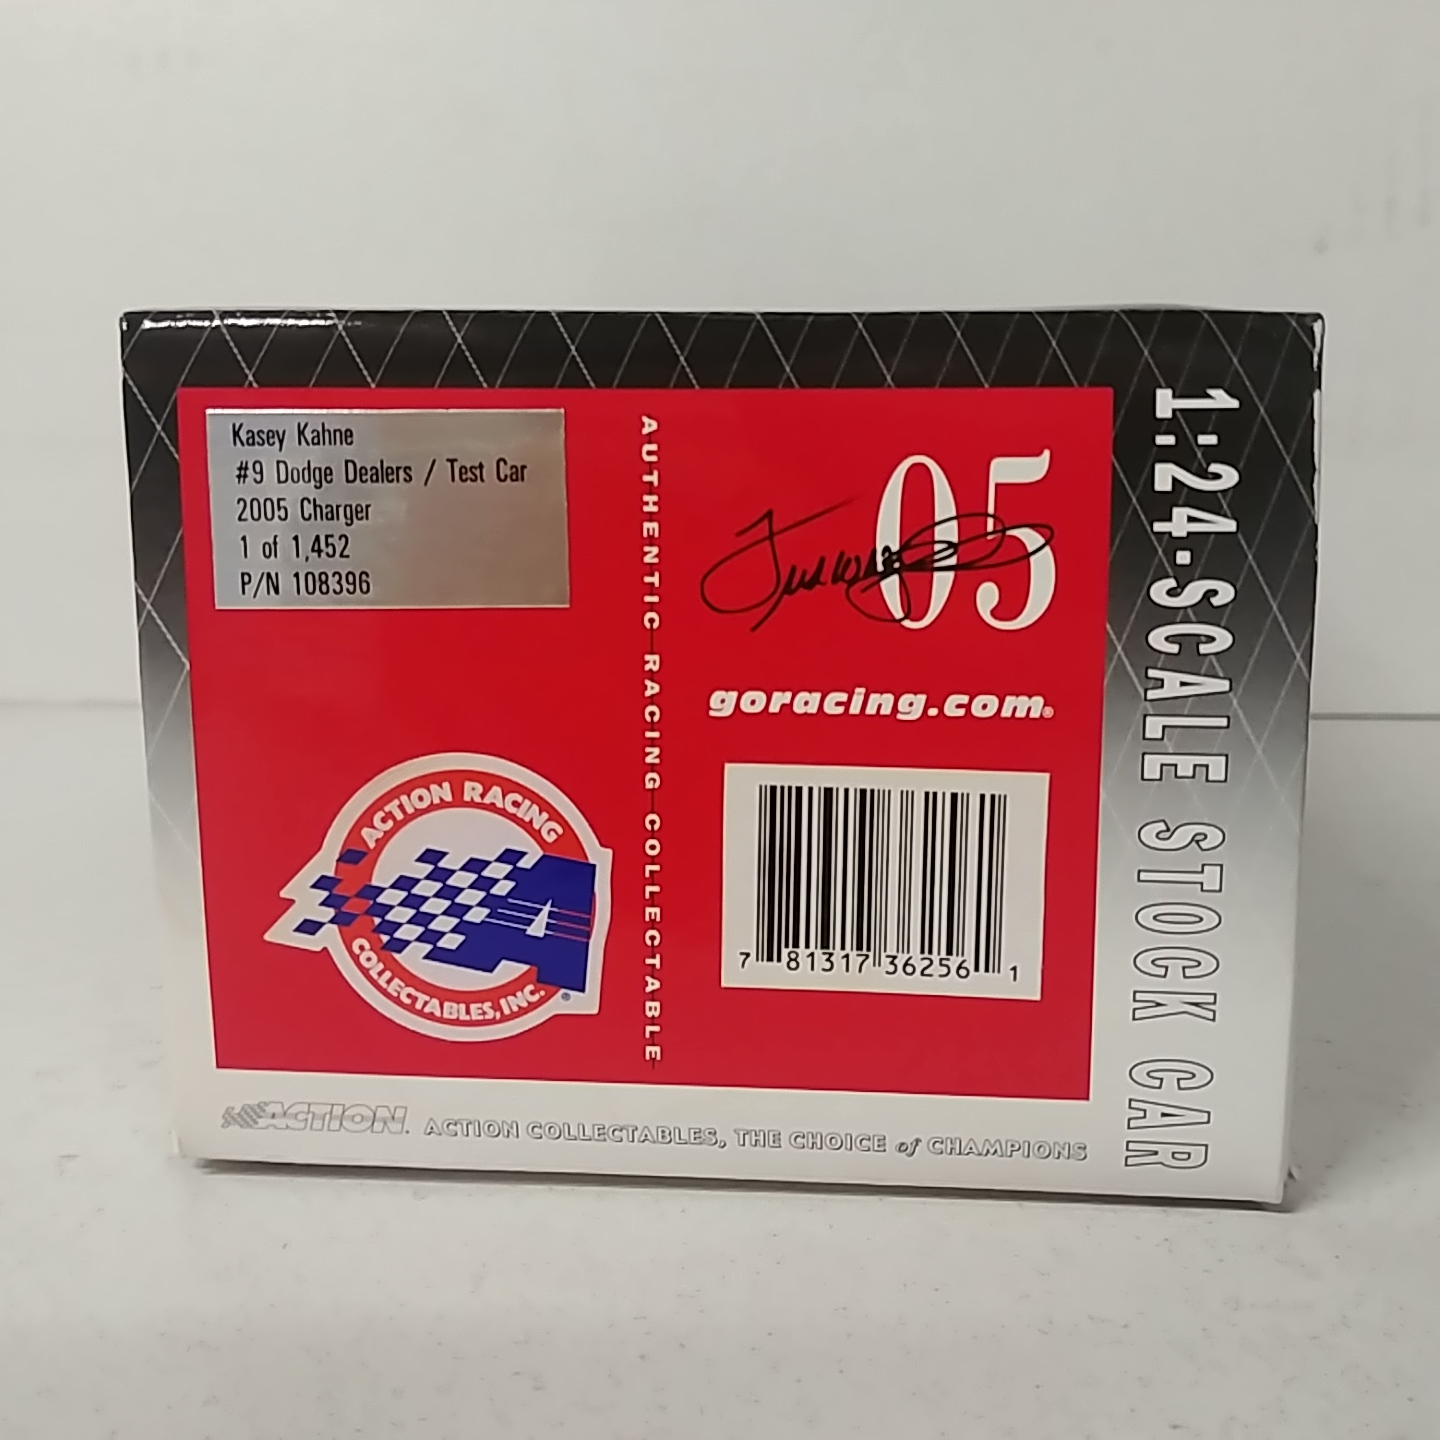 Kasey Kahne
#9 Dodge Dealers / Test Car
2005 Charger
1 of 1,452
P/N 108396
AUTHENTIC RACING COLLECTABLE
05
goracing.com®
7 81317 36256 1
ACTION RACING
COLLECTABLES, INC.®
1:24-SCALE STOCK CAR
ACTION. ACTION COLLECTABLES, THE CHOICE of CHAMPIONS